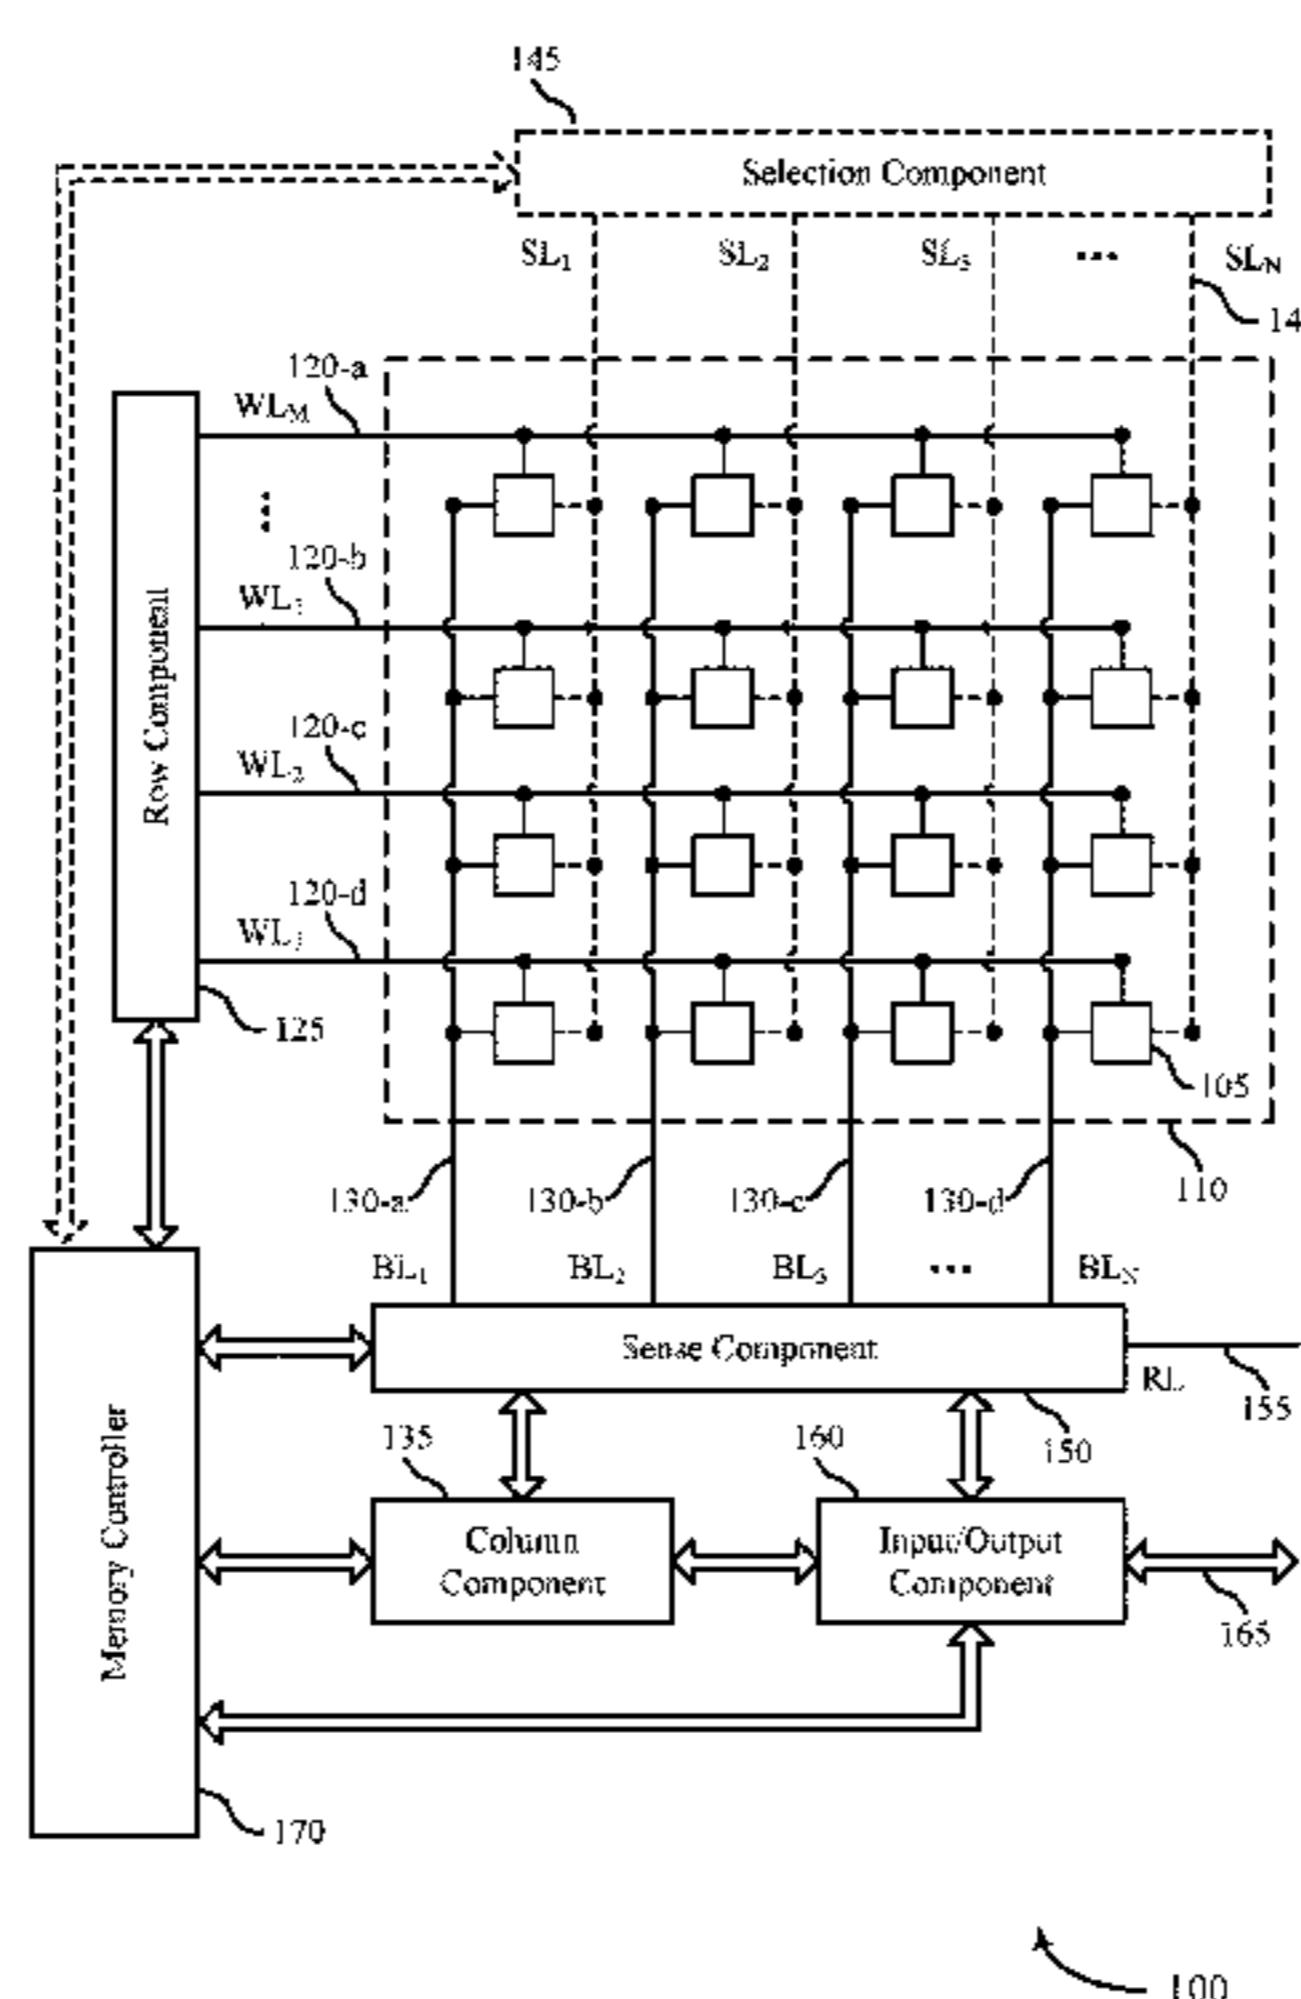 145
Selection Component
SL1 SL2 SL3 ... SLN
14
120-a
WLM
...
120-b
WL3
120-c
WL2
120-d
WL1
Row Component
125
105
110
130-a 130-b 130-c 130-d
BL1 BL2 BL3 ... BLN
Sense Component
RL
155
150
135
160
Column
Component
Input/Output
Component
165
Memory Controller
170
100